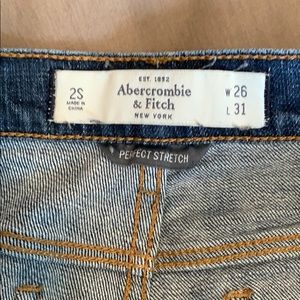 EST. 1892
2S
MADE IN
CHINA
Abercrombie
& Fitch
NEW YORK
W 26
L 31
PERFECT STRETCH